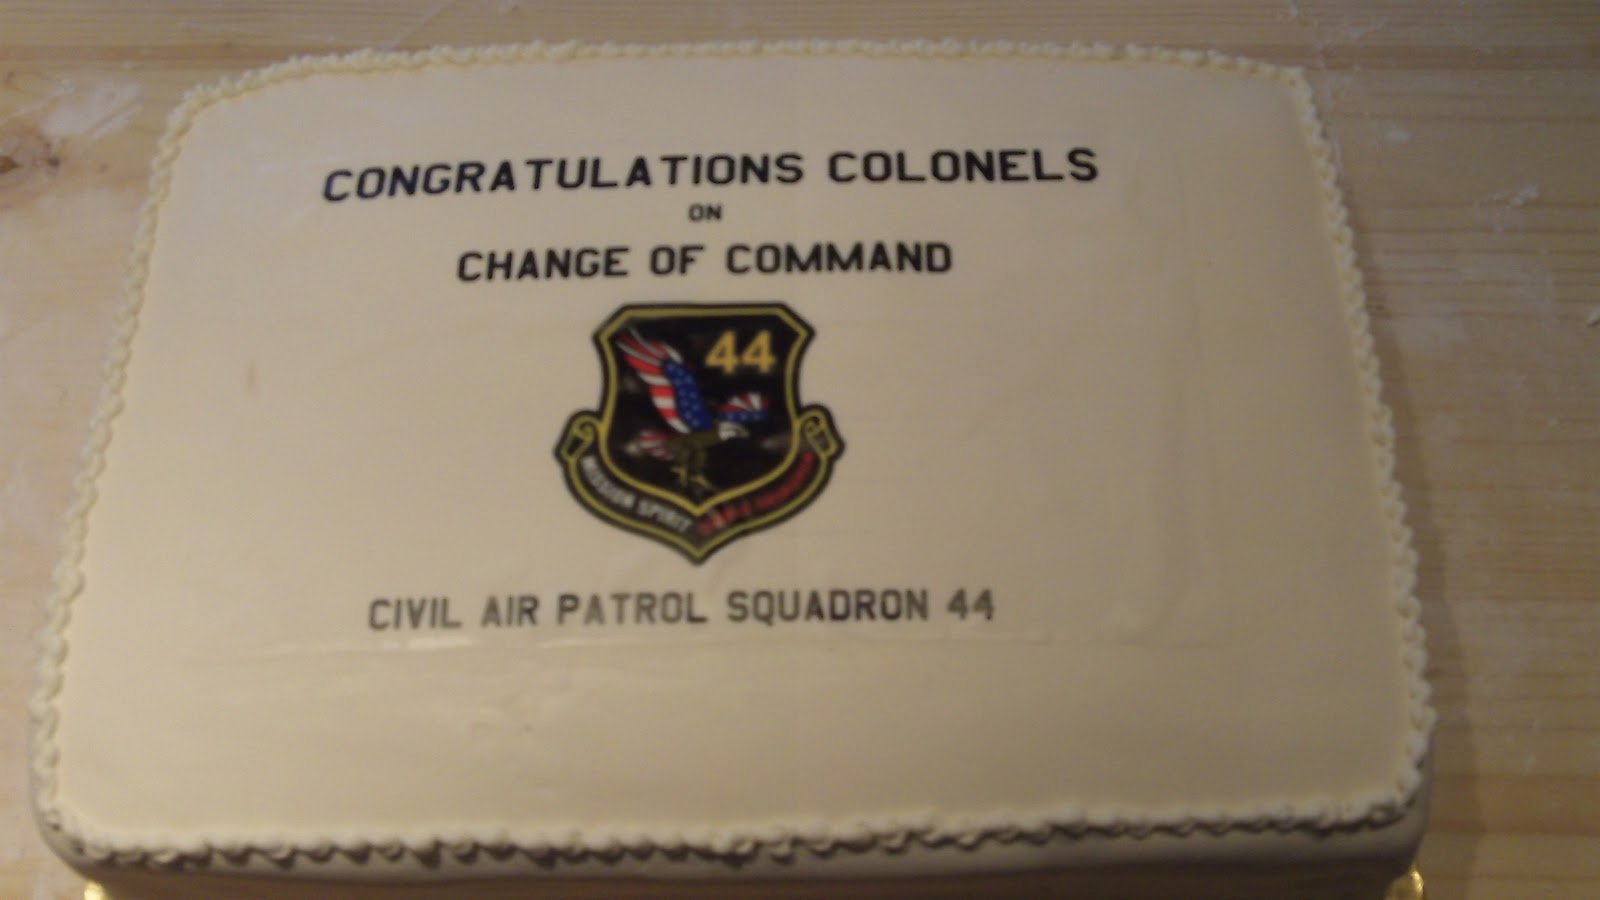 CONGRATULATIONS COLONELS
ON
CHANGE OF COMMAND
44
MISSION SPIRIT
CIVIL AIR PATROL SQUADRON 44